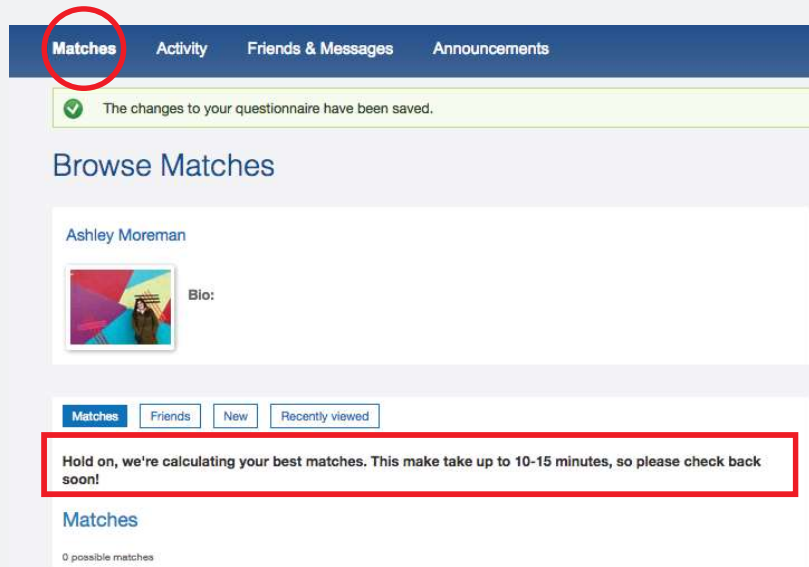 Matches Activity Friends & Messages Announcements
The changes to your questionnaire have been saved.
Browse Matches
Ashley Moreman
Bio:
Matches Friends New Recently viewed
Hold on, we're calculating your best matches. This make take up to 10-15 minutes, so please check back
soon!
Matches
0 possible matches